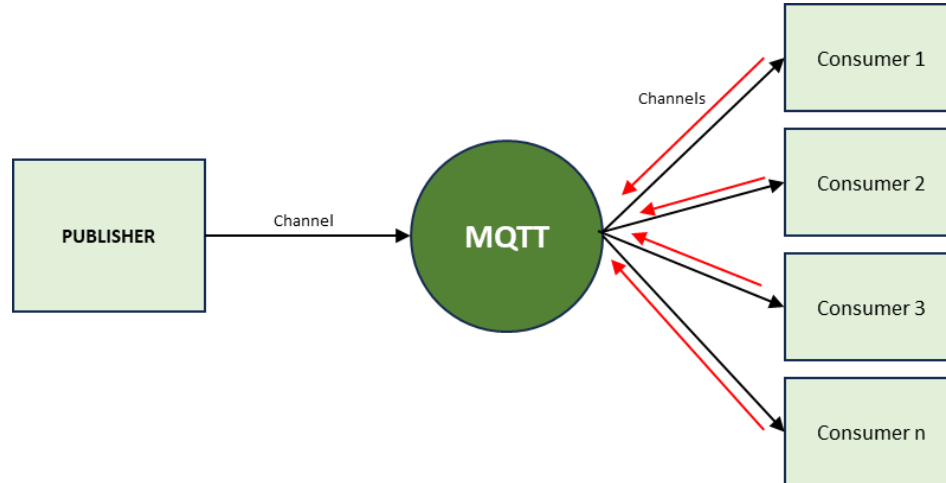 PUBLISHER
Channel
MQTT
Channels
Consumer 1
Consumer 2
Consumer 3
Consumer n